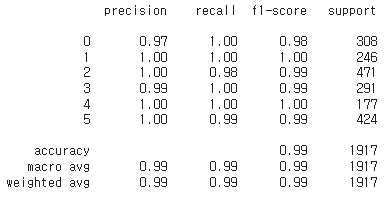 precision recall f1-score support
0 0.97 1.00 0.98 308
1 1.00 1.00 1.00 246
2 1.00 0.98 0.99 471
3 0.99 1.00 0.99 291
4 1.00 1.00 1.00 177
5 1.00 0.99 0.99 424
accuracy 0.99 1917
macro avg 0.99 0.99 0.99 1917
weighted avg 0.99 0.99 0.99 1917